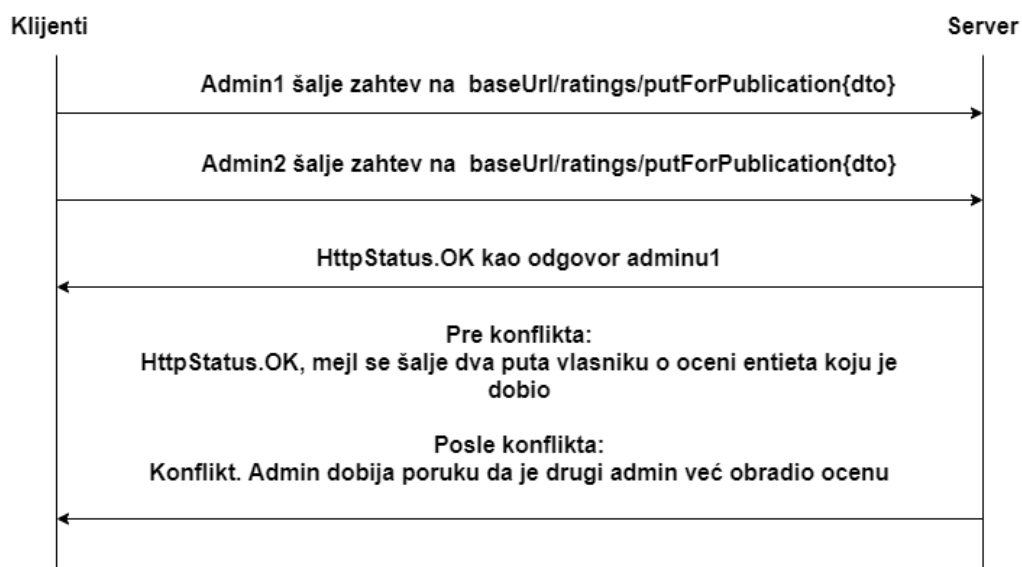 Klijenti
Server
Admin1 šalje zahtev na baseUrl/ratings/putForPublication{dto}
Admin2 šalje zahtev na baseUrl/ratings/putForPublication{dto}
HttpStatus.OK kao odgovor adminu1
Pre konflikta:
HttpStatus.OK, mejl se šalje dva puta vlasniku o oceni entieta koju je
dobio
Posle konflikta:
Konflikt. Admin dobija poruku da je drugi admin već obradio ocenu